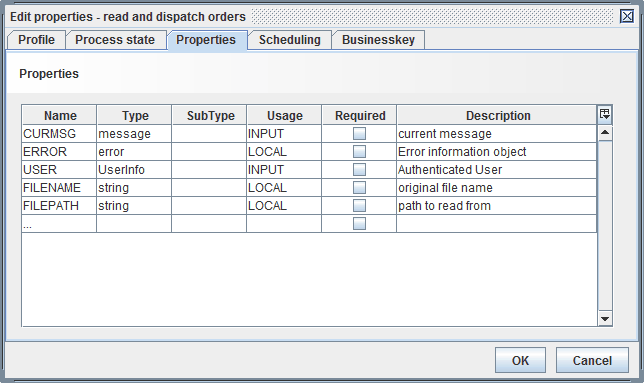 Edit properties - read and dispatch orders
Profile Process state Properties Scheduling Businesskey
Properties
Name Type SubType Usage Required Description
CURMSG message INPUT current message
ERROR error LOCAL Error information object
USER UserInfo INPUT Authenticated User
FILENAME string LOCAL original file name
FILEPATH string LOCAL path to read from
...
OK Cancel